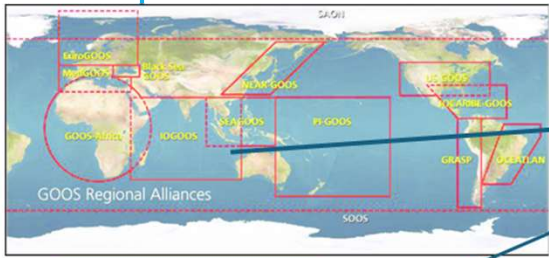 SAON
EuroGOOS
MedGOOS
Black Sea
GOOS
NEAR-GOOS
US-GOOS
IOCARIBE-GOOS
GOOS-Africa
IOGOOS
SEAGOOS
PI-GOOS
GRASP
OCEATLAN
GOOS Regional Alliances
SOOS